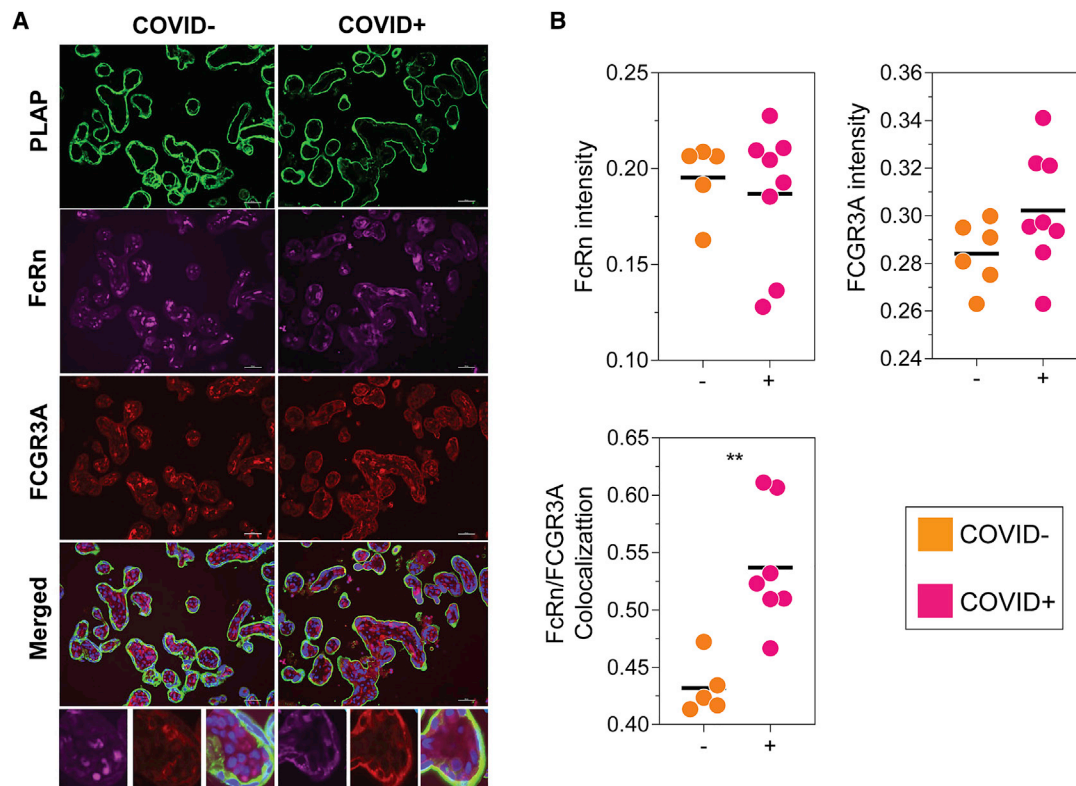 A
COVID-
COVID+
PLAP
FcRn
FCGR3A
Merged
B
FcRn intensity
0.25
0.20
0.15
0.10
-
+
FCGR3A intensity
0.36
0.34
0.32
0.30
0.28
0.26
0.24
-
+
FcRn/FCGR3A
Colocalizattion
0.65
0.60
0.55
0.50
0.45
0.40
**
-
+
COVID-
COVID+